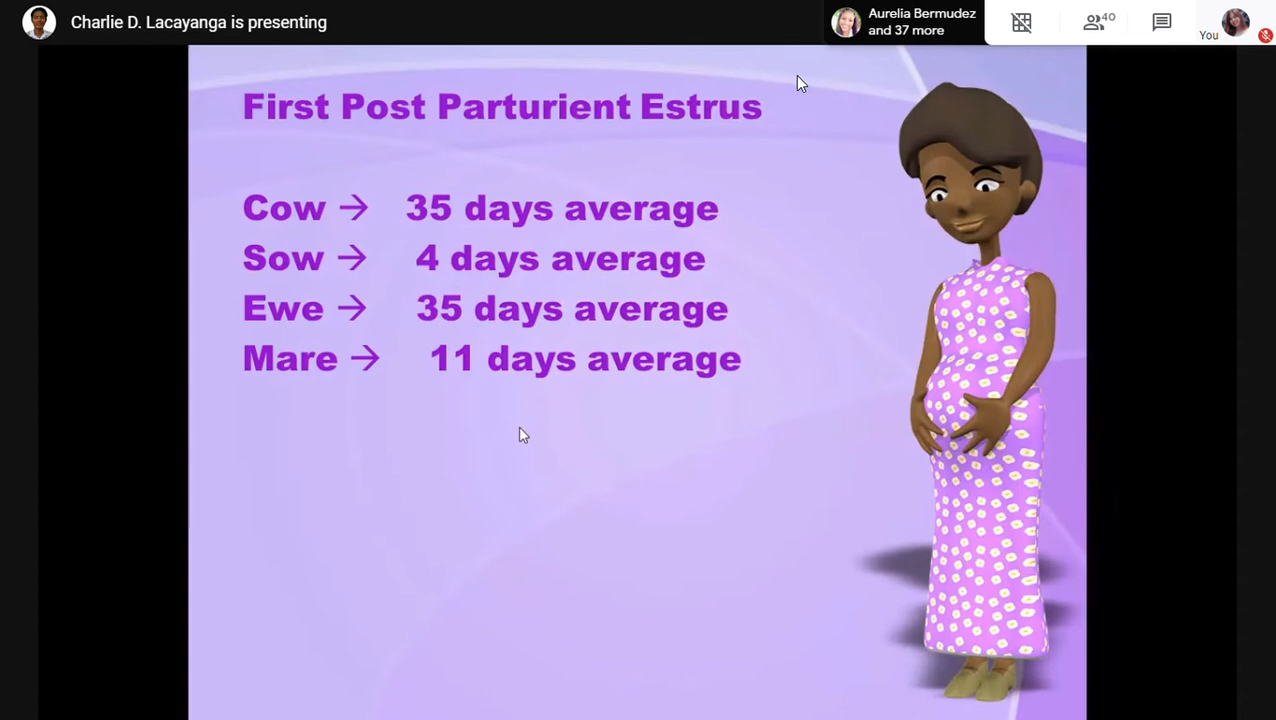 Charlie D. Lacayanga is presenting
Aurelia Bermudez
and 37 more
40
You
First Post Parturient Estrus
Cow → 35 days average
Sow → 4 days average
Ewe → 35 days average
Mare → 11 days average